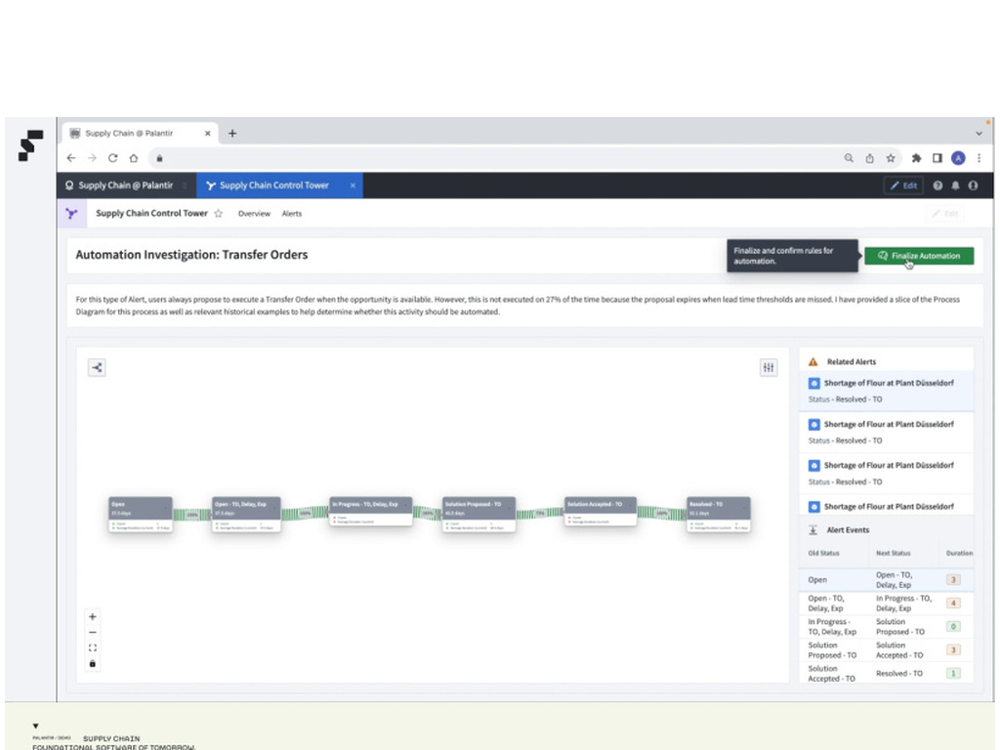 Supply Chain @ Palantir
Supply Chain @ Palantir
Supply Chain Control Tower
Edit
A
Supply Chain Control Tower
Overview
Alerts
Edit
Automation Investigation: Transfer Orders
Finalize and confirm rules for
automation.
Finalize Automation
For this type of Alert, users always propose to execute a Transfer Order when the opportunity is available. However, this is not executed on 27% of the time because the proposal expires when lead time thresholds are missed. I have provided a slice of the Process
Diagram for this process as well as relevant historical examples to help determine whether this activity should be automated.
Open
100%
Open - TO, Delay, Exp
100%
In Progress - TO, Delay, Exp
Solution Proposed - TO
73%
Solution Accepted - TO
100%
Resolved - TO
Related Alerts
Shortage of Flour at Plant Düsseldorf
Status - Resolved - TO
Shortage of Flour at Plant Düsseldorf
Status - Resolved - TO
Shortage of Flour at Plant Düsseldorf
Status - Resolved - TO
Shortage of Flour at Plant Düsseldorf
Alert Events
Old Status Next Status Duration
Open
Open - TO,
Delay, Exp
3
Open - TO,
Delay, Exp
In Progress - TO,
Delay, Exp
4
In Progress -
TO, Delay, Exp
Solution
Proposed - TO
0
Solution
Proposed - TO
Solution
Accepted - TO
3
Solution
Accepted - TO
Resolved - TO
1
PALANTIR / DEMO SUPPLY CHAIN
FOUNDATIONAL SOFTWARE OF TOMORROW.